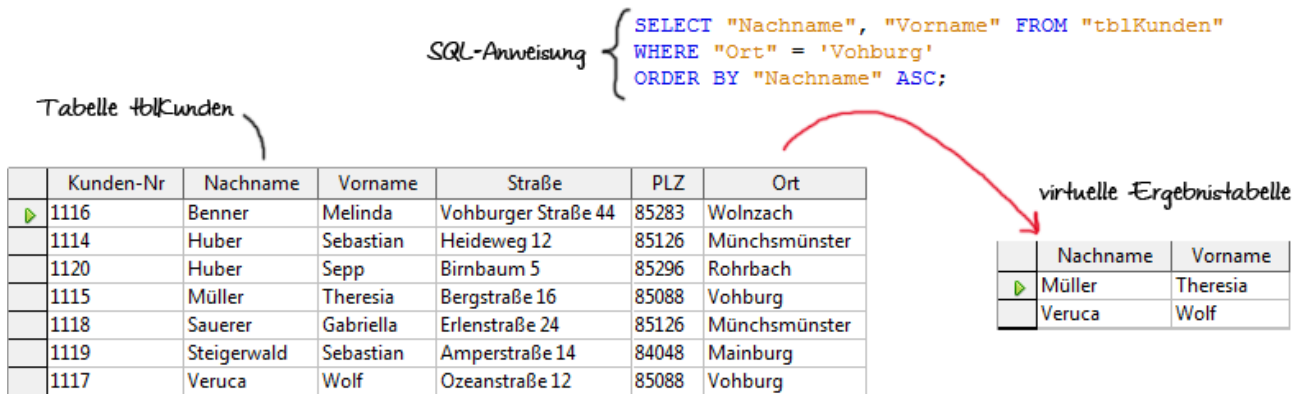 SELECT "Nachname", "Vorname" FROM "tblKunden"
SQL-Anweisung
WHERE "Ort" = 'Vohburg'
ORDER BY "Nachname" ASC;
Tabelle tblKunden
Kunden-Nr Nachname Vorname Straße PLZ Ort
1116 Benner Melinda Vohburger Straße 44 85283 Wolnzach
1114 Huber Sebastian Heideweg 12 85126 Münchsmünster
1120 Huber Sepp Birnbaum 5 85296 Rohrbach
1115 Müller Theresia Bergstraße 16 85088 Vohburg
1118 Sauerer Gabriella Erlenstraße 24 85126 Münchsmünster
1119 Steigerwald Sebastian Amperstraße 14 84048 Mainburg
1117 Veruca Wolf Ozeanstraße 12 85088 Vohburg
virtuelle Ergebnistabelle
Nachname Vorname
Müller Theresia
Veruca Wolf